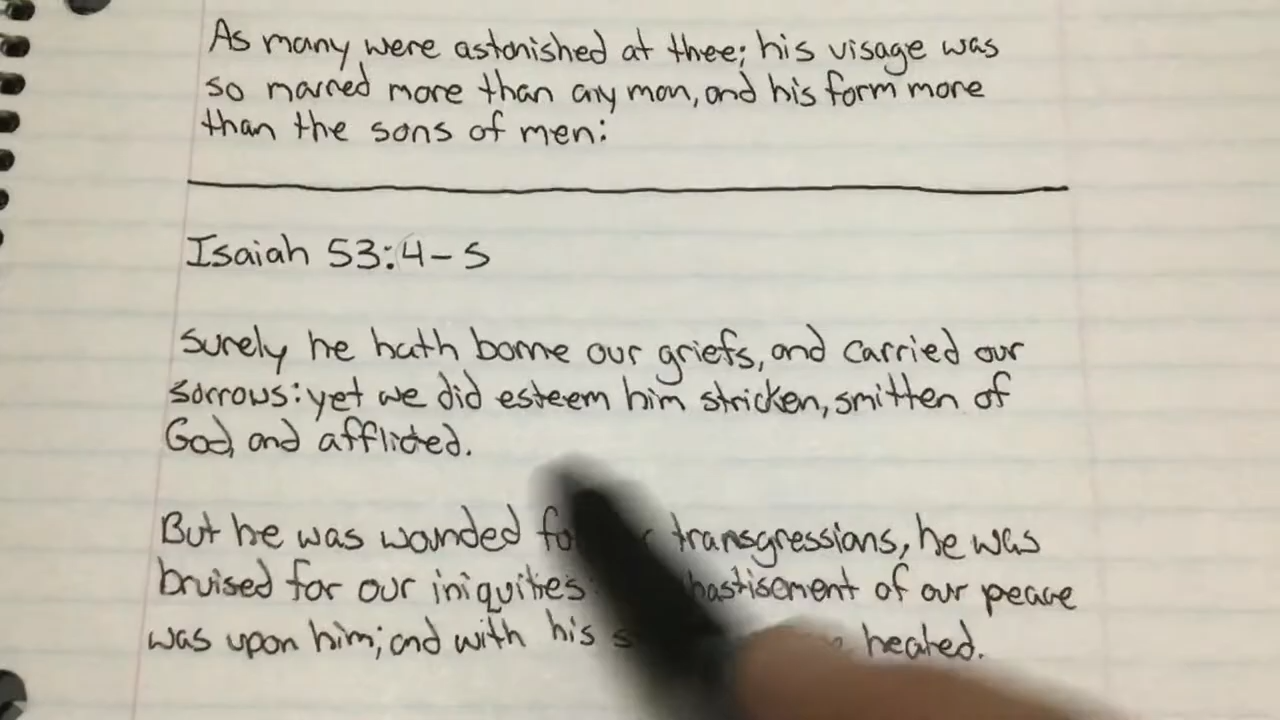 As many were astonished at thee; his visage was
so marred more than any man, and his form more
than the sons of men:
Isaiah 53:4-5
Surely he hath borne our griefs, and carried our
sorrows: yet we did esteem him stricken, smitten of
God, and afflicted.
But he was wounded transgressions, he was
bruised for our iniquities: of our peace
was upon him; and with his healed.